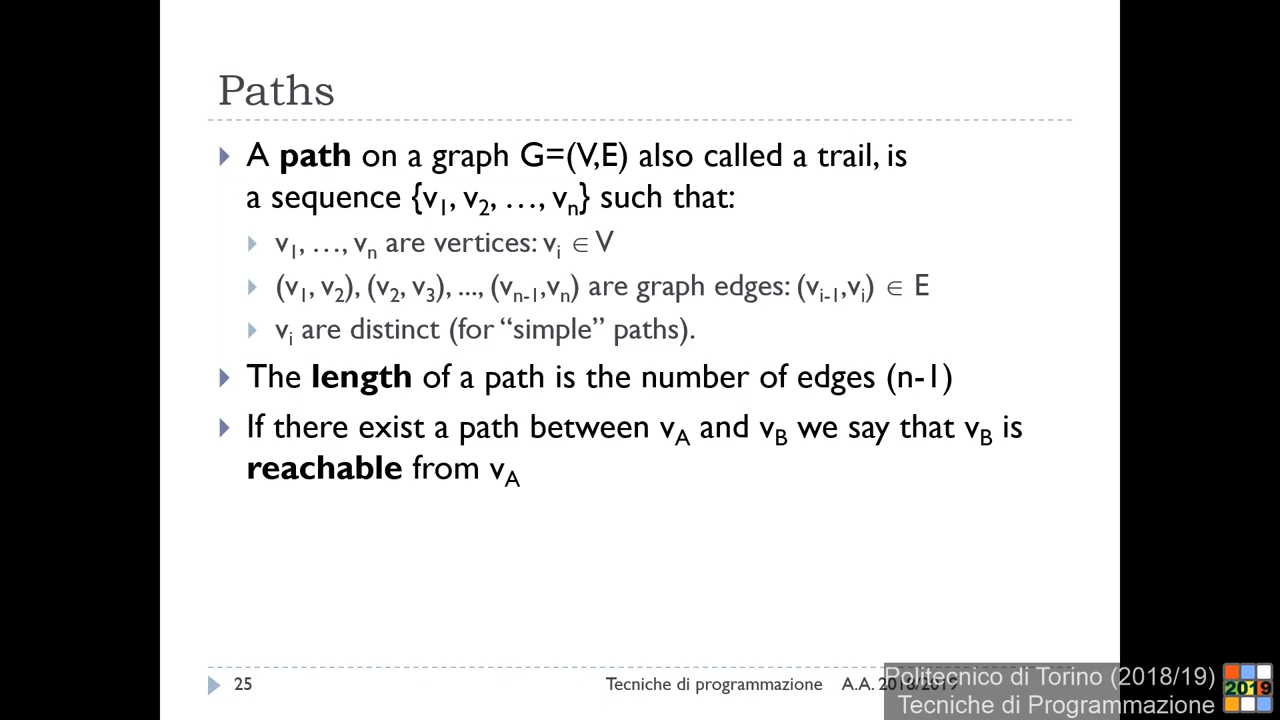 Paths
A path on a graph G=(V,E) also called a trail, is
a sequence {v1, v2, …, vn} such that:
v1, …, vn are vertices: vi ∈ V
(v1, v2), (v2, v3), ..., (vn-1,vn) are graph edges: (vi-1,vi) ∈ E
vi are distinct (for “simple” paths).
The length of a path is the number of edges (n-1)
If there exist a path between vA and vB we say that vB is
reachable from vA
25
Tecniche di programmazione A.A. 2018/2019
Politecnico di Torino (2018/19)
Tecniche di Programmazione
2019